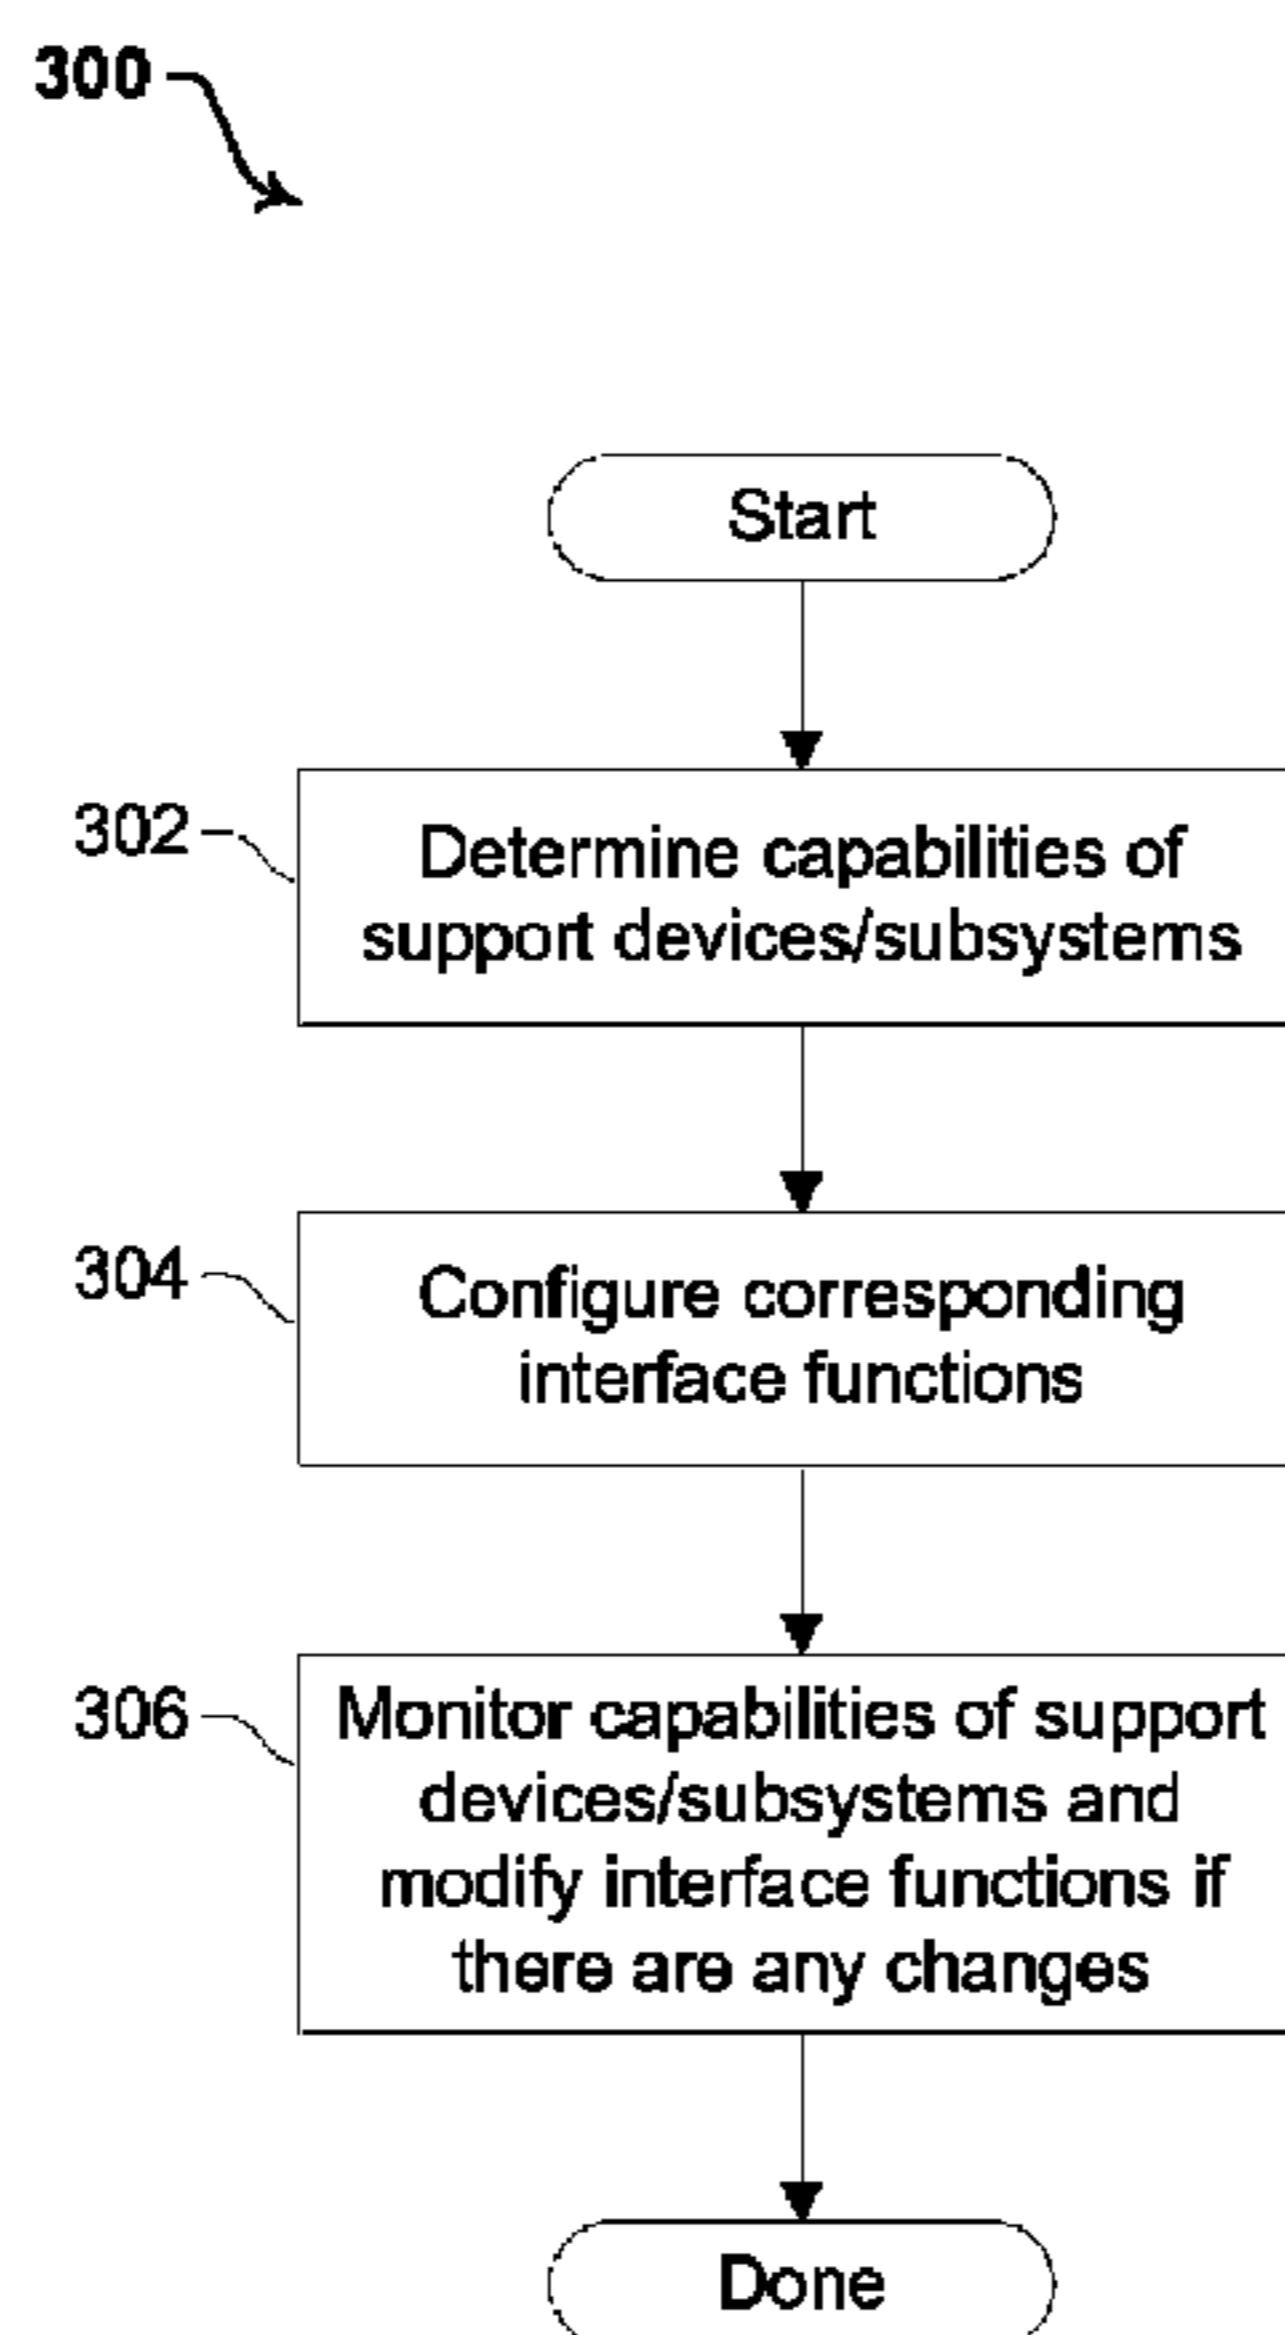 300
Start
302
Determine capabilities of
support devices/subsystems
304
Configure corresponding
interface functions
306
Monitor capabilities of support
devices/subsystems and
modify interface functions if
there are any changes
Done